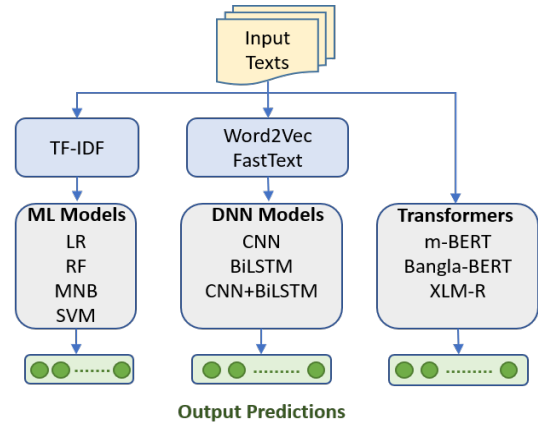 Input
Texts
TF-IDF
Word2Vec
FastText
ML Models
LR
RF
MNB
SVM
DNN Models
CNN
BiLSTM
CNN+BiLSTM
Transformers
m-BERT
Bangla-BERT
XLM-R
Output Predictions